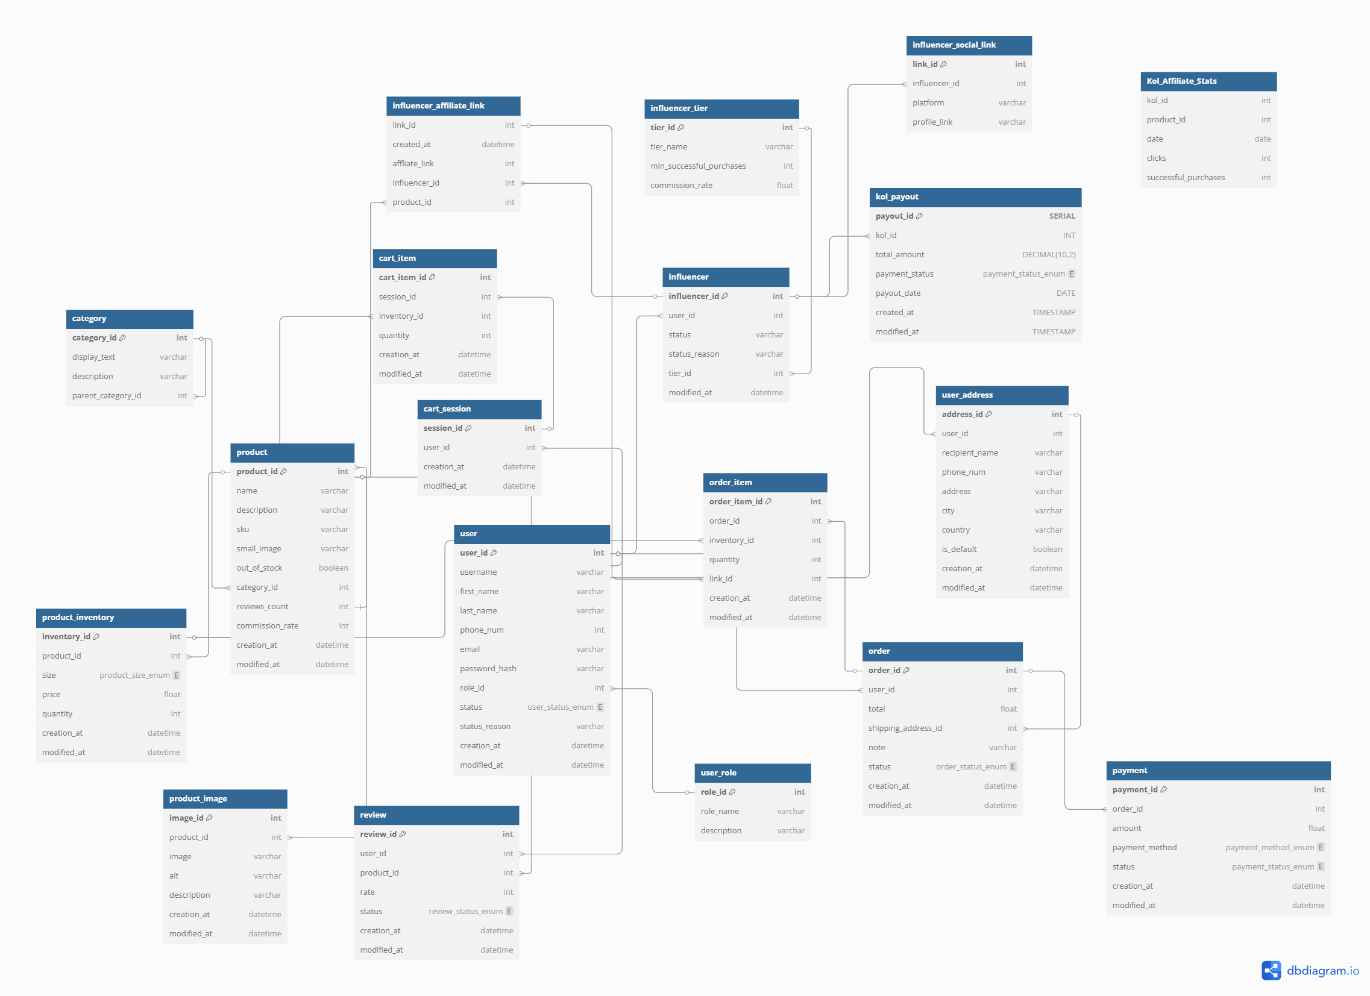 influencer_social_link
link_id int
influencer_id int
platform varchar
profile_link varchar
Kol_Affiliate_Stats
kol_id int
product_id int
date date
clicks int
successful_purchases int
influencer_affiliate_link
link_id int
created_at datetime
affliate_link int
influencer_id int
product_id int
influencer_tier
tier_id int
tier_name varchar
min_successful_purchases int
commission_rate float
kol_payout
payout_id SERIAL
kol_id INT
total_amount DECIMAL(10,2)
payment_status payment_status_enum E
payout_date DATE
created_at TIMESTAMP
modified_at TIMESTAMP
cart_item
cart_item_id int
session_id int
inventory_id int
quantity int
creation_at datetime
modified_at datetime
influencer
influencer_id int
user_id int
status varchar
status_reason varchar
tier_id int
modified_at datetime
category
category_id int
display_text varchar
description varchar
parent_category_id int
user_address
address_id int
user_id int
recipient_name varchar
phone_num varchar
address varchar
city varchar
country varchar
is_default boolean
creation_at datetime
modified_at datetime
cart_session
session_id int
user_id int
creation_at datetime
modified_at datetime
product
product_id int
name varchar
description varchar
sku varchar
small_image varchar
out_of_stock boolean
category_id int
reviews_count int
commission_rate int
creation_at datetime
modified_at datetime
order_item
order_item_id int
order_id int
inventory_id int
quantity int
link_id int
creation_at datetime
modified_at datetime
user
user_id int
username varchar
first_name varchar
last_name varchar
phone_num int
email varchar
password_hash varchar
role_id int
status user_status_enum E
status_reason varchar
creation_at datetime
modified_at datetime
product_inventory
inventory_id int
product_id int
size product_size_enum E
price float
quantity int
creation_at datetime
modified_at datetime
order
order_id int
user_id int
total float
shipping_address_id int
note varchar
status order_status_enum E
creation_at datetime
modified_at datetime
user_role
role_id int
role_name varchar
description varchar
payment
payment_id int
order_id int
amount float
payment_method payment_method_enum E
status payment_status_enum E
creation_at datetime
modified_at datetime
product_image
image_id int
product_id int
image varchar
alt varchar
description varchar
creation_at datetime
modified_at datetime
review
review_id int
user_id int
product_id int
rate int
status review_status_enum E
creation_at datetime
modified_at datetime
dbdiagram.io